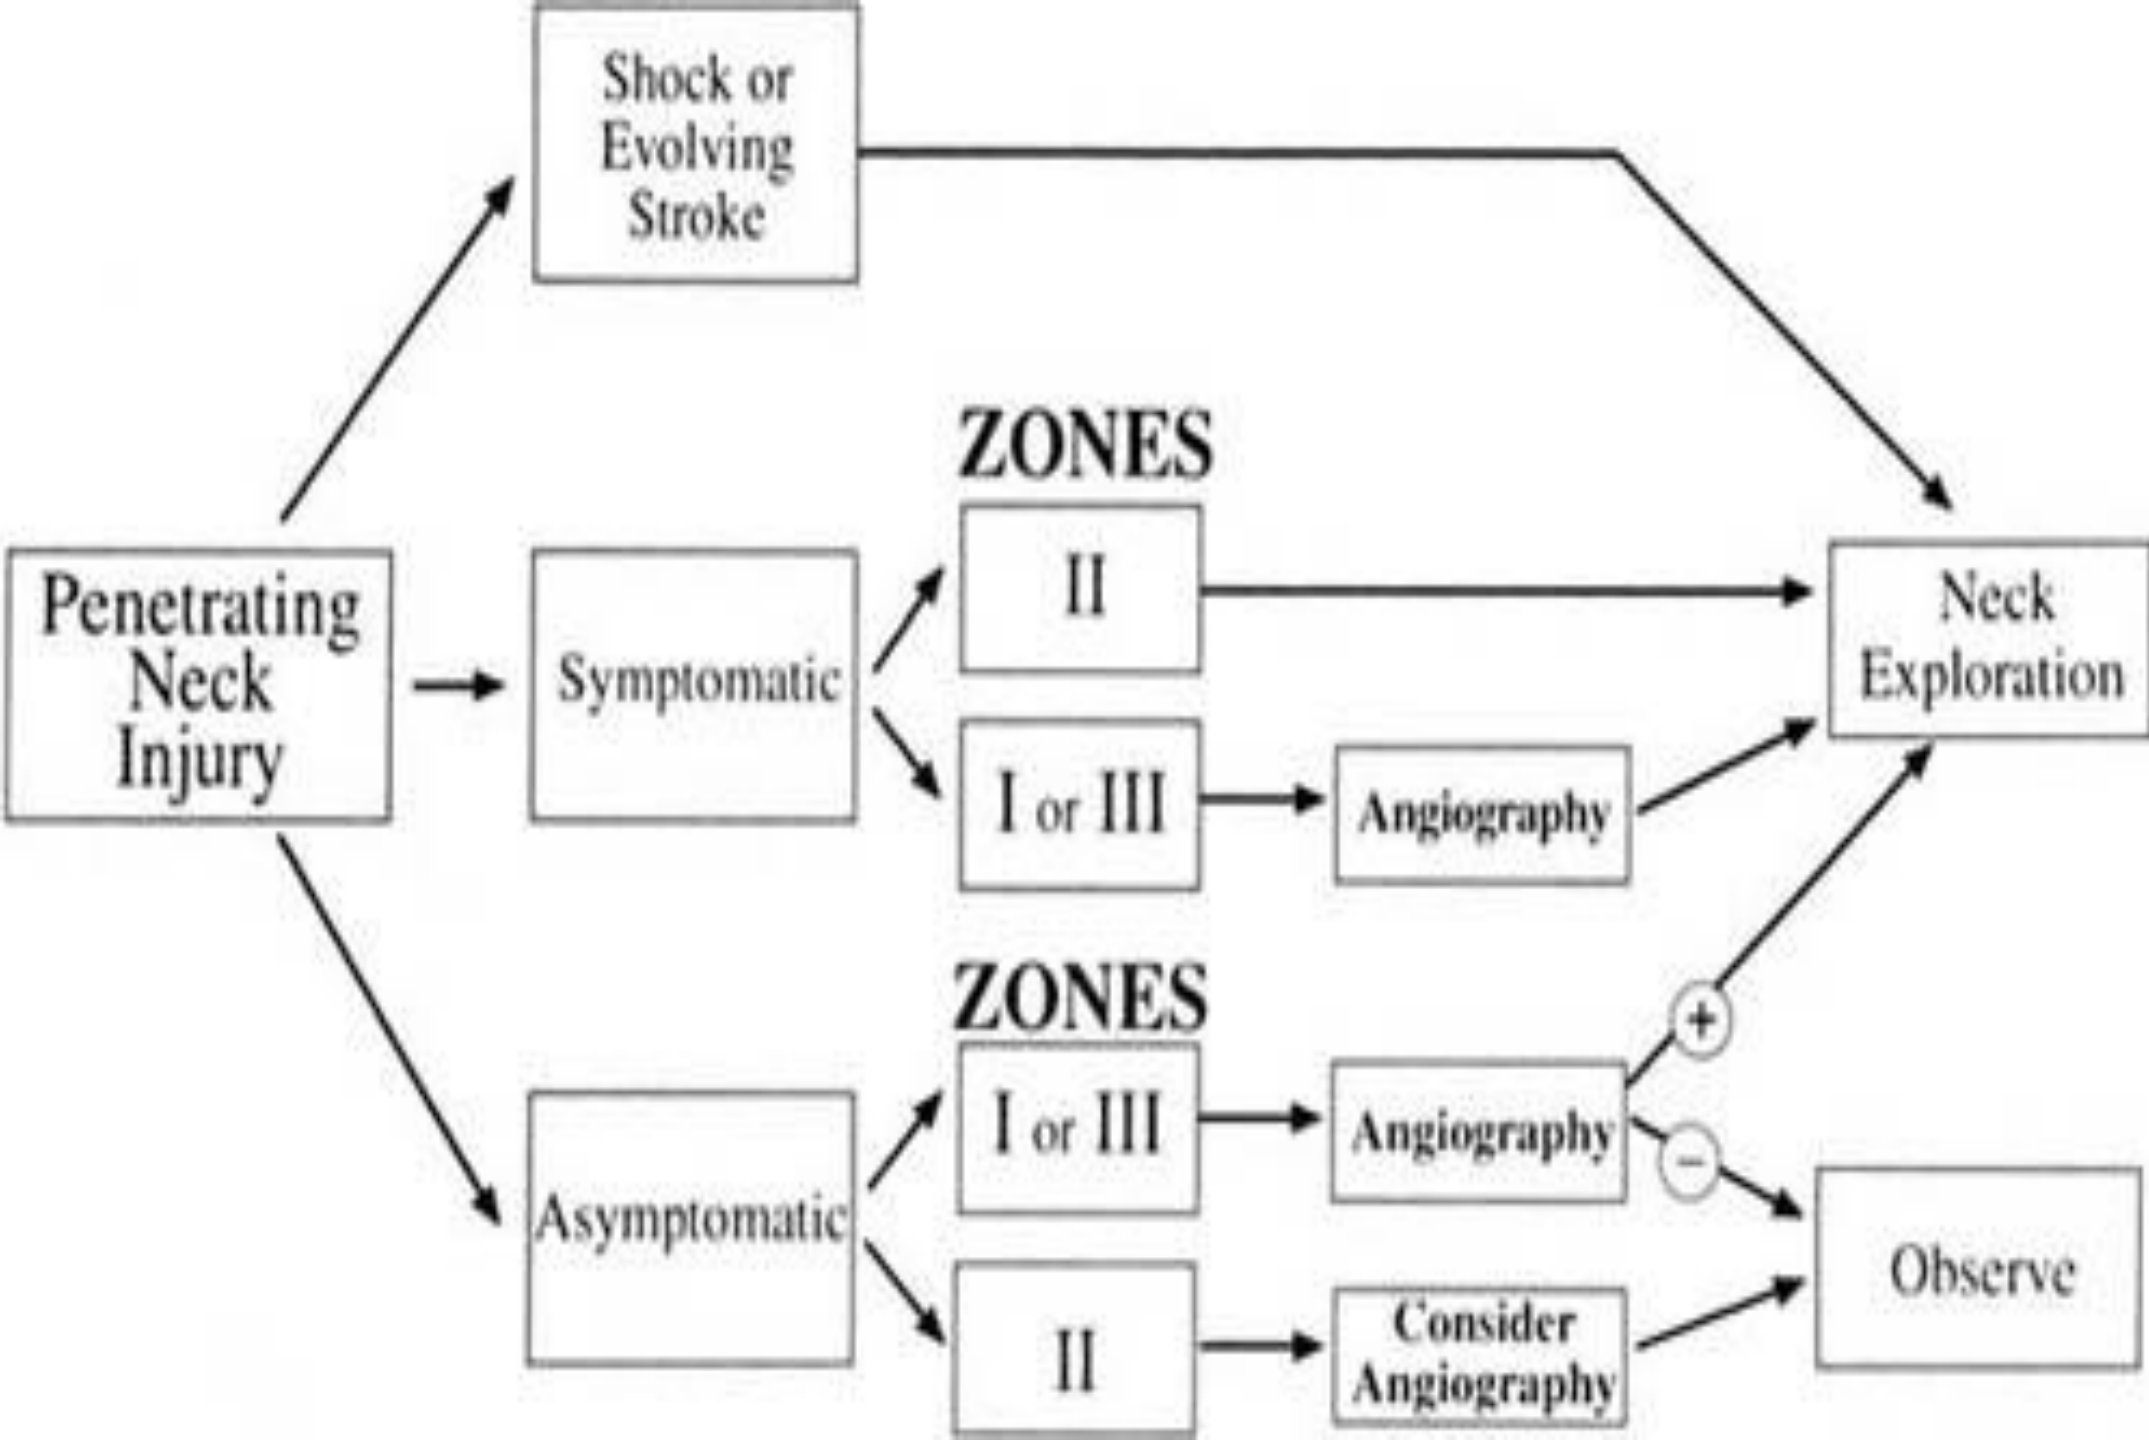 Shock or
Evolving
Stroke
ZONES
II
Penetrating
Neck
Injury
Symptomatic
Neck
Exploration
I or III
Angiography
ZONES
I or III
Angiography
+
−
Asymptomatic
Observe
II
Consider
Angiography